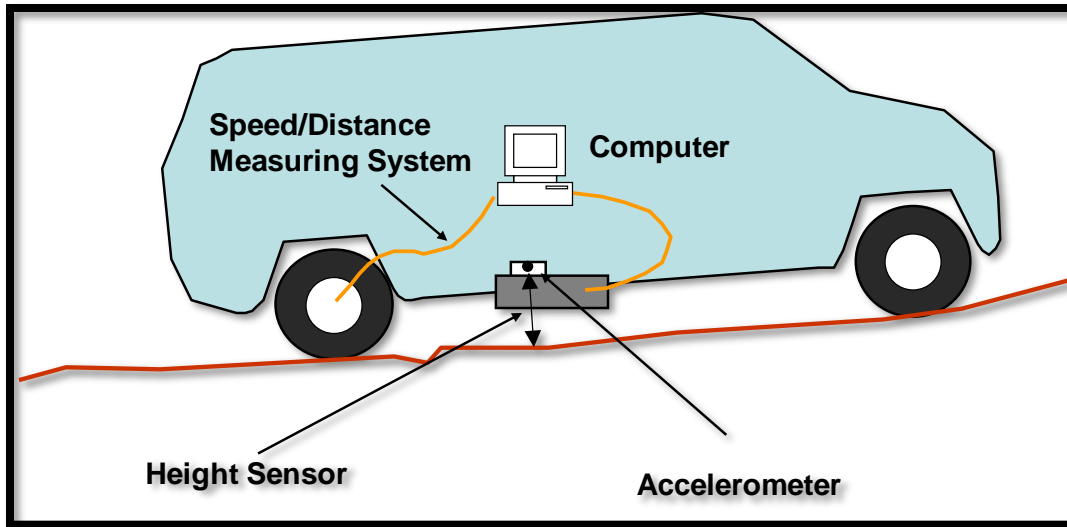 Speed/Distance
Measuring System
Computer
Height Sensor
Accelerometer